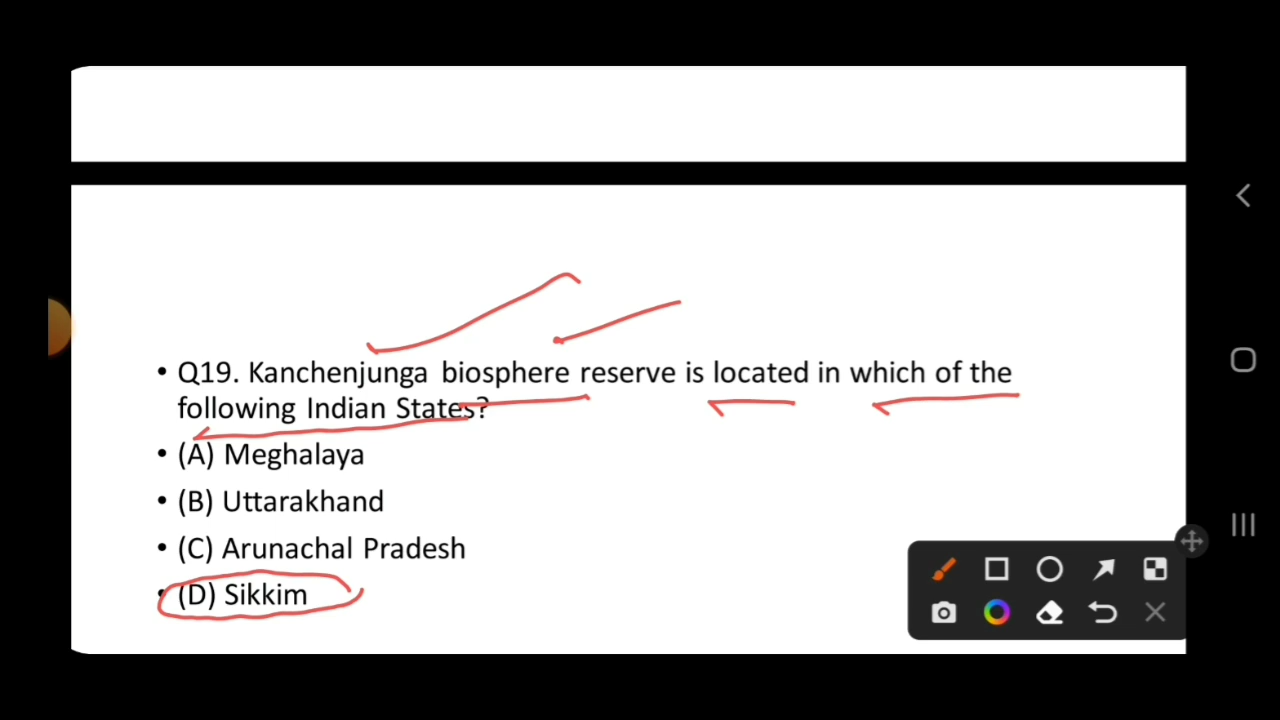 • Q19. Kanchenjunga biosphere reserve is located in which of the
following Indian States?
• (A) Meghalaya
• (B) Uttarakhand
• (C) Arunachal Pradesh
• (D) Sikkim